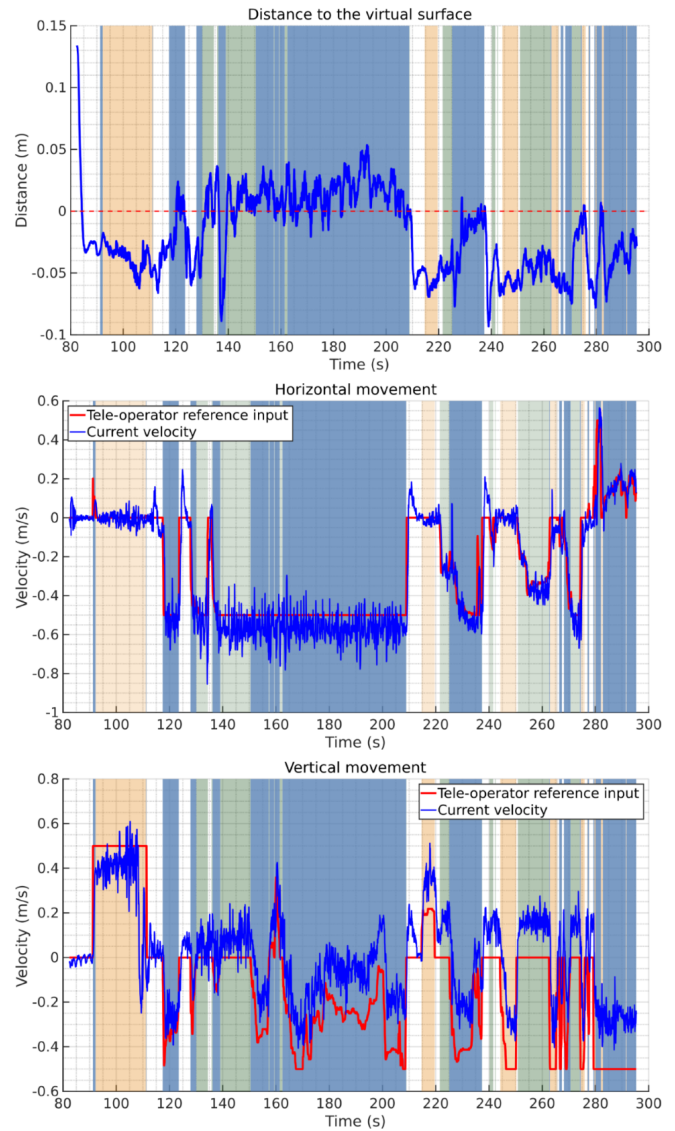 Distance to the virtual surface
0.15
0.1
0.05
0
-0.05
-0.1
Distance (m)
80 100 120 140 160 180 200 220 240 260 280 300
Time (s)
Horizontal movement
Tele-operator reference input
Current velocity
0.6
0.4
0.2
0
-0.2
-0.4
-0.6
-0.8
-1
Velocity (m/s)
80 100 120 140 160 180 200 220 240 260 280 300
Time (s)
Vertical movement
Tele-operator reference input
Current velocity
0.8
0.6
0.4
0.2
0
-0.2
-0.4
-0.6
Velocity (m/s)
80 100 120 140 160 180 200 220 240 260 280 300
Time (s)